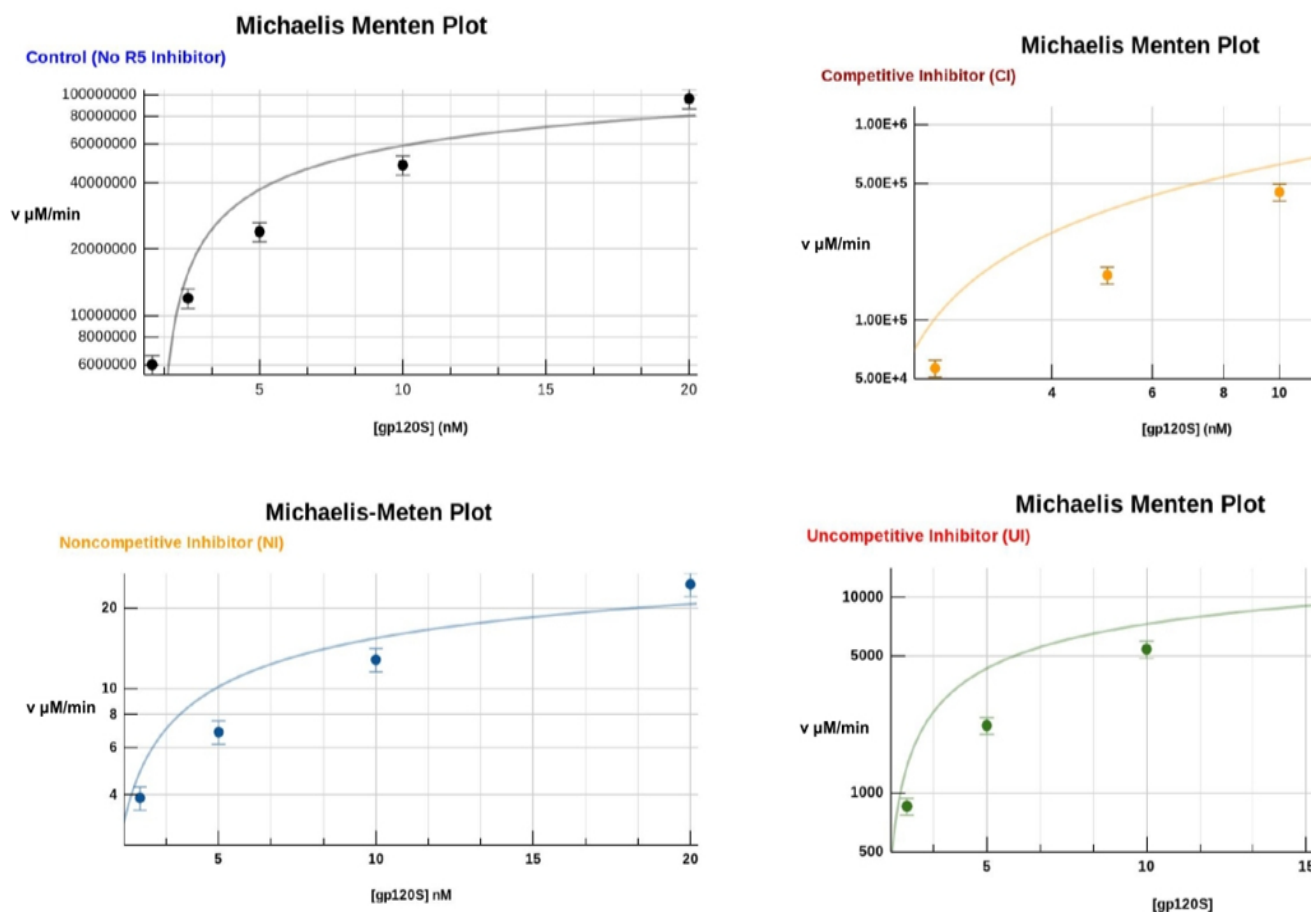 Michaelis Menten Plot
Control (No R5 Inhibitor)
100000000
80000000
60000000
40000000
v µM/min
20000000
10000000
8000000
6000000
5 10 15 20
[gp120S] (nM)
Michaelis Menten Plot
Competitive Inhibitor (CI)
1.00E+6
5.00E+5
v µM/min
1.00E+5
5.00E+4
4 6 8 10
[gp120S] (nM)
Michaelis-Meten Plot
Noncompetitive Inhibitor (NI)
20
10
v µM/min
8
6
4
5 10 15 20
[gp120S] nM
Michaelis Menten Plot
Uncompetitive Inhibitor (UI)
10000
5000
v µM/min
1000
500
5 10 15
[gp120S]